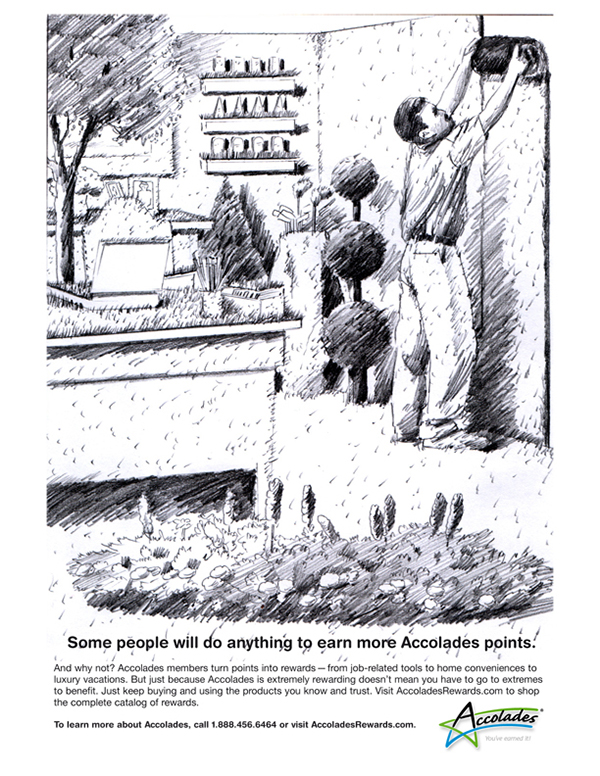 Some people will do anything to earn more Accolades points.
And why not? Accolades members turn points into rewards — from job-related tools to home conveniences to
luxury vacations. But just because Accolades is extremely rewarding doesn't mean you have to go to extremes
to benefit. Just keep buying and using the products you know and trust. Visit AccoladesRewards.com to shop
the complete catalog of rewards.
To learn more about Accolades, call 1.888.456.6464 or visit AccoladesRewards.com.
Accolades®
You've earned it!